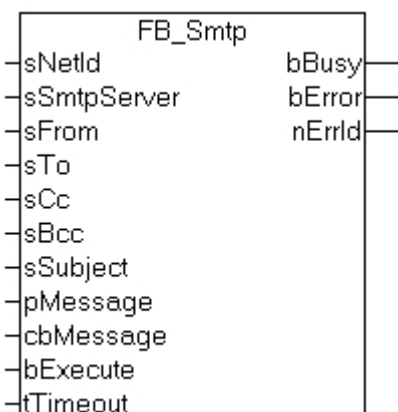 FB_Smtp
sNetId bBusy
sSmtpServer bError
sFrom nErrId
sTo
sCc
sBcc
sSubject
pMessage
cbMessage
bExecute
tTimeout